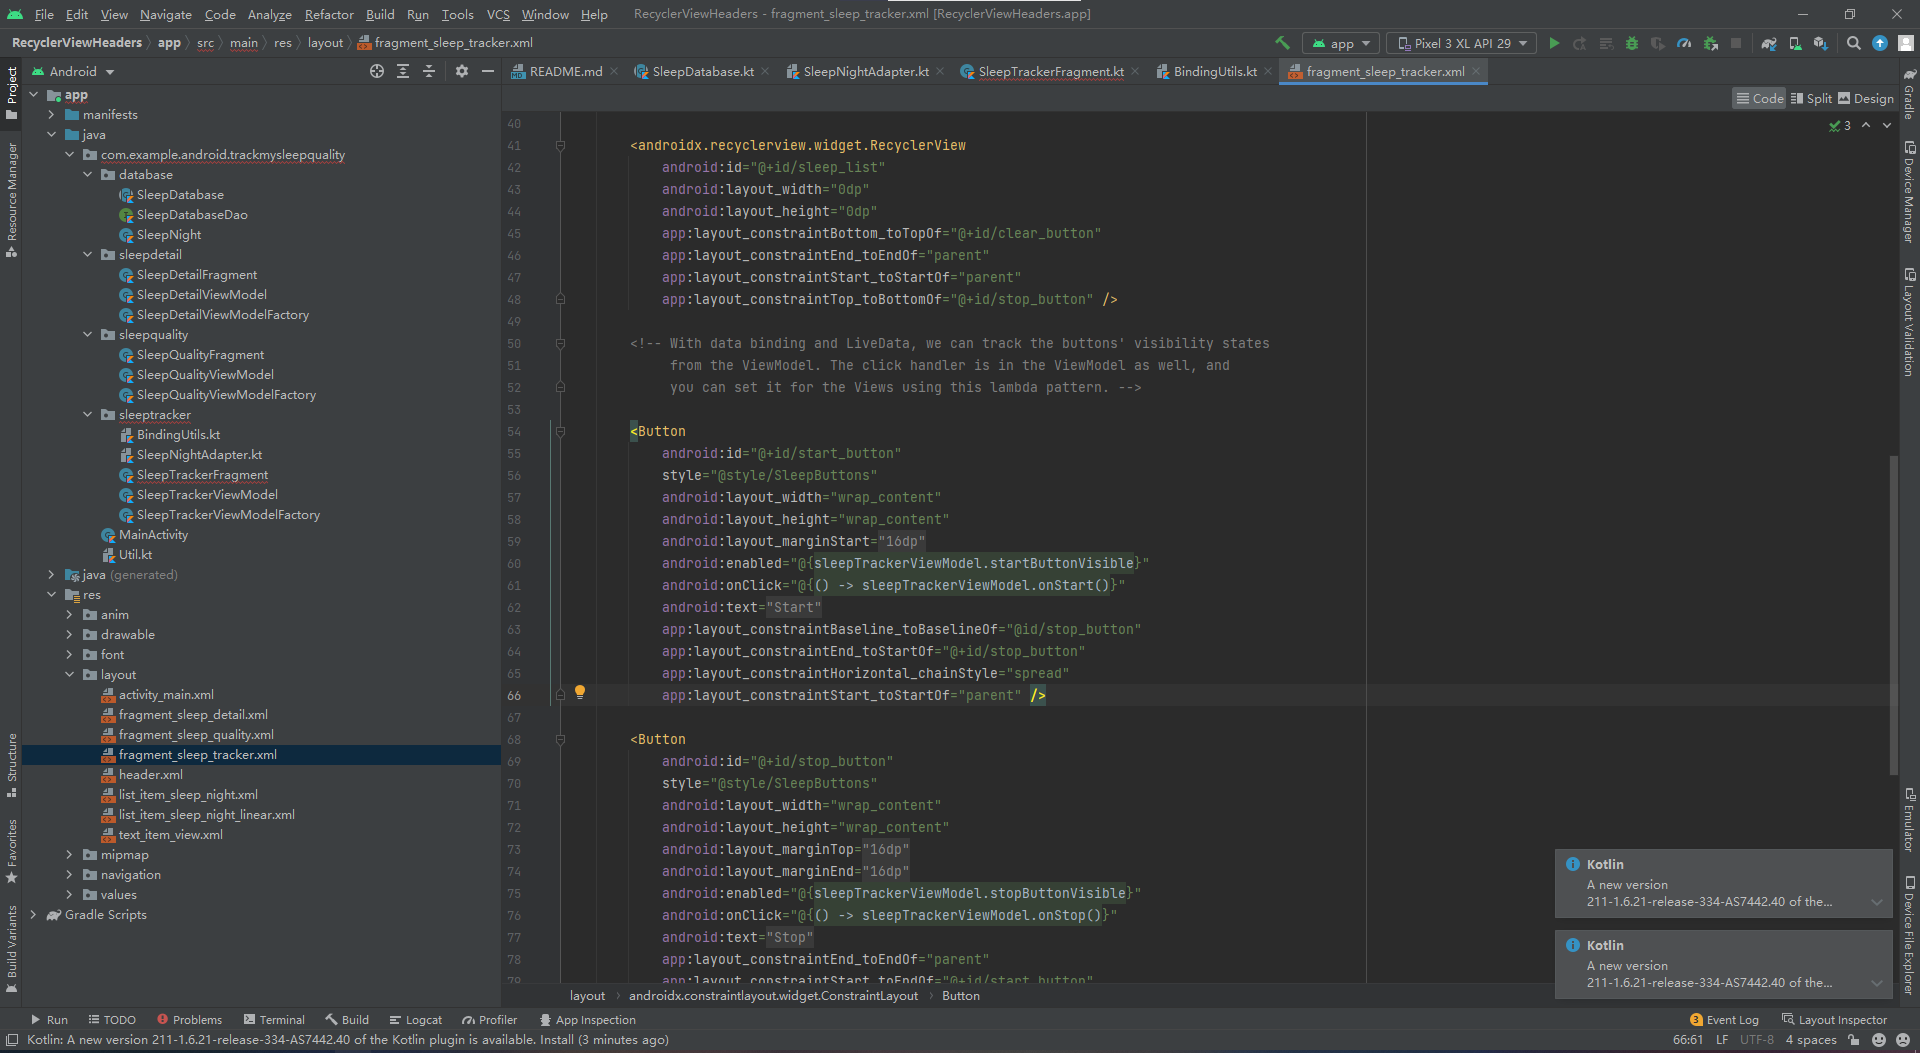 File Edit View Navigate Code Analyze Refactor Build Run Tools VCS Window Help RecyclerViewHeaders - fragment_sleep_tracker.xml [RecyclerViewHeaders.app]
RecyclerViewHeaders app src main res layout fragment_sleep_tracker.xml app Pixel 3 XL API 29
Android README.md SleepDatabase.kt SleepNightAdapter.kt SleepTrackerFragment.kt BindingUtils.kt fragment_sleep_tracker.xml
Code Split Design
3
Project
Resource Manager
Structure
Favorites
Build Variants
app
manifests
java
com.example.android.trackmysleepquality
database
SleepDatabase
SleepDatabaseDao
SleepNight
sleepdetail
SleepDetailFragment
SleepDetailViewModel
SleepDetailViewModelFactory
sleepquality
SleepQualityFragment
SleepQualityViewModel
SleepQualityViewModelFactory
sleeptracker
BindingUtils.kt
SleepNightAdapter.kt
SleepTrackerFragment
SleepTrackerViewModel
SleepTrackerViewModelFactory
MainActivity
Util.kt
java (generated)
res
anim
drawable
font
layout
activity_main.xml
fragment_sleep_detail.xml
fragment_sleep_quality.xml
fragment_sleep_tracker.xml
header.xml
list_item_sleep_night.xml
list_item_sleep_night_linear.xml
text_item_view.xml
mipmap
navigation
values
Gradle Scripts
40
41 <androidx.recyclerview.widget.RecyclerView
42 android:id="@+id/sleep_list"
43 android:layout_width="0dp"
44 android:layout_height="0dp"
45 app:layout_constraintBottom_toTopOf="@+id/clear_button"
46 app:layout_constraintEnd_toEndOf="parent"
47 app:layout_constraintStart_toStartOf="parent"
48 app:layout_constraintTop_toBottomOf="@+id/stop_button" />
49
50 <!-- With data binding and LiveData, we can track the buttons' visibility states
51 from the ViewModel. The click handler is in the ViewModel as well, and
52 you can set it for the Views using this lambda pattern. -->
53
54 <Button
55 android:id="@+id/start_button"
56 style="@style/SleepButtons"
57 android:layout_width="wrap_content"
58 android:layout_height="wrap_content"
59 android:layout_marginStart="16dp"
60 android:enabled="@{sleepTrackerViewModel.startButtonVisible}"
61 android:onClick="@{() -> sleepTrackerViewModel.onStart()}"
62 android:text="Start"
63 app:layout_constraintBaseline_toBaselineOf="@id/stop_button"
64 app:layout_constraintEnd_toStartOf="@+id/stop_button"
65 app:layout_constraintHorizontal_chainStyle="spread"
66 app:layout_constraintStart_toStartOf="parent" />
67
68 <Button
69 android:id="@+id/stop_button"
70 style="@style/SleepButtons"
71 android:layout_width="wrap_content"
72 android:layout_height="wrap_content"
73 android:layout_marginTop="16dp"
74 android:layout_marginEnd="16dp"
75 android:enabled="@{sleepTrackerViewModel.stopButtonVisible}"
76 android:onClick="@{() -> sleepTrackerViewModel.onStop()}"
77 android:text="Stop"
78 app:layout_constraintEnd_toEndOf="parent"
79 app:layout_constraintStart_toEndOf="@+id/start_button"
Gradle
Device Manager
Layout Validation
Emulator
Device File Explorer
Kotlin
A new version
211-1.6.21-release-334-AS7442.40 of the...
Kotlin
A new version
211-1.6.21-release-334-AS7442.40 of the...
layout androidx.constraintlayout.widget.ConstraintLayout Button
Run TODO Problems Terminal Build Logcat Profiler App Inspection 3 Event Log Layout Inspector
Kotlin: A new version 211-1.6.21-release-334-AS7442.40 of the Kotlin plugin is available. Install (3 minutes ago) 66:61 LF UTF-8 4 spaces